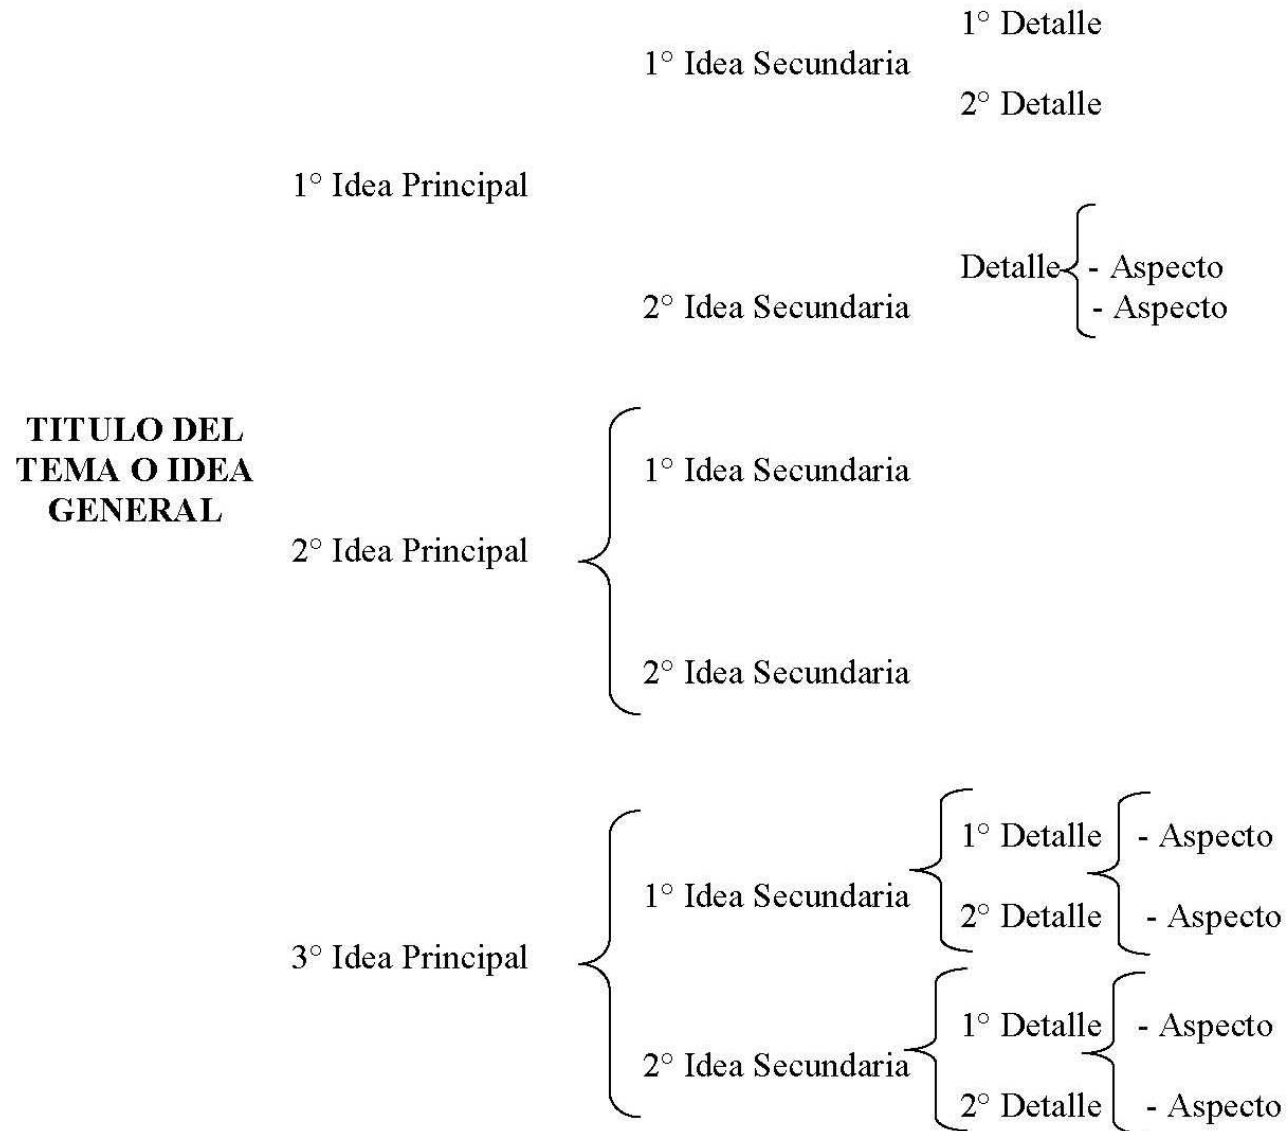 1° Detalle
1° Idea Secundaria
2° Detalle
1° Idea Principal
Detalle - Aspecto
2° Idea Secundaria - Aspecto
TITULO DEL
TEMA O IDEA
GENERAL
1° Idea Secundaria
2° Idea Principal
2° Idea Secundaria
1° Detalle - Aspecto
1° Idea Secundaria
2° Detalle - Aspecto
3° Idea Principal
1° Detalle - Aspecto
2° Idea Secundaria
2° Detalle - Aspecto